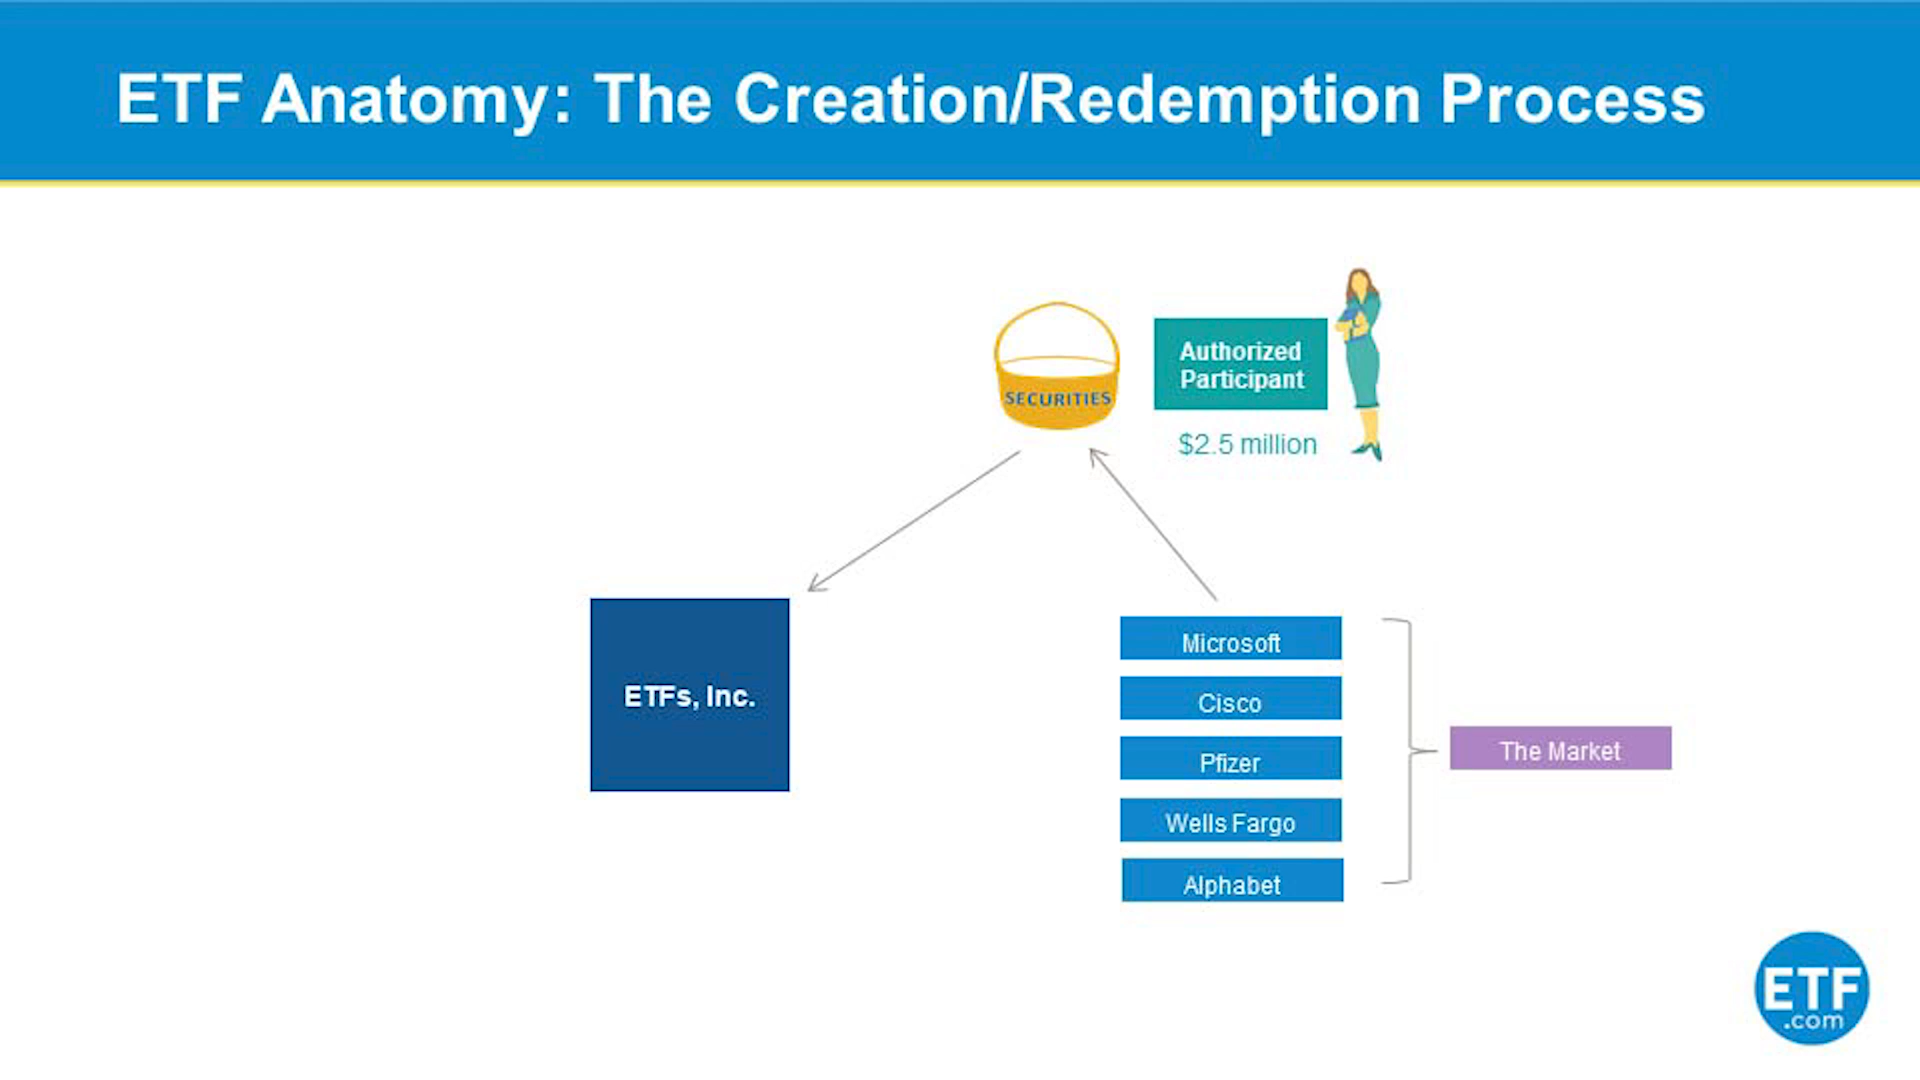 ETF Anatomy: The Creation/Redemption Process
SECURITIES
Authorized
Participant
$2.5 million
ETFs, Inc.
Microsoft
Cisco
Pfizer
Wells Fargo
Alphabet
The Market
ETF
.com